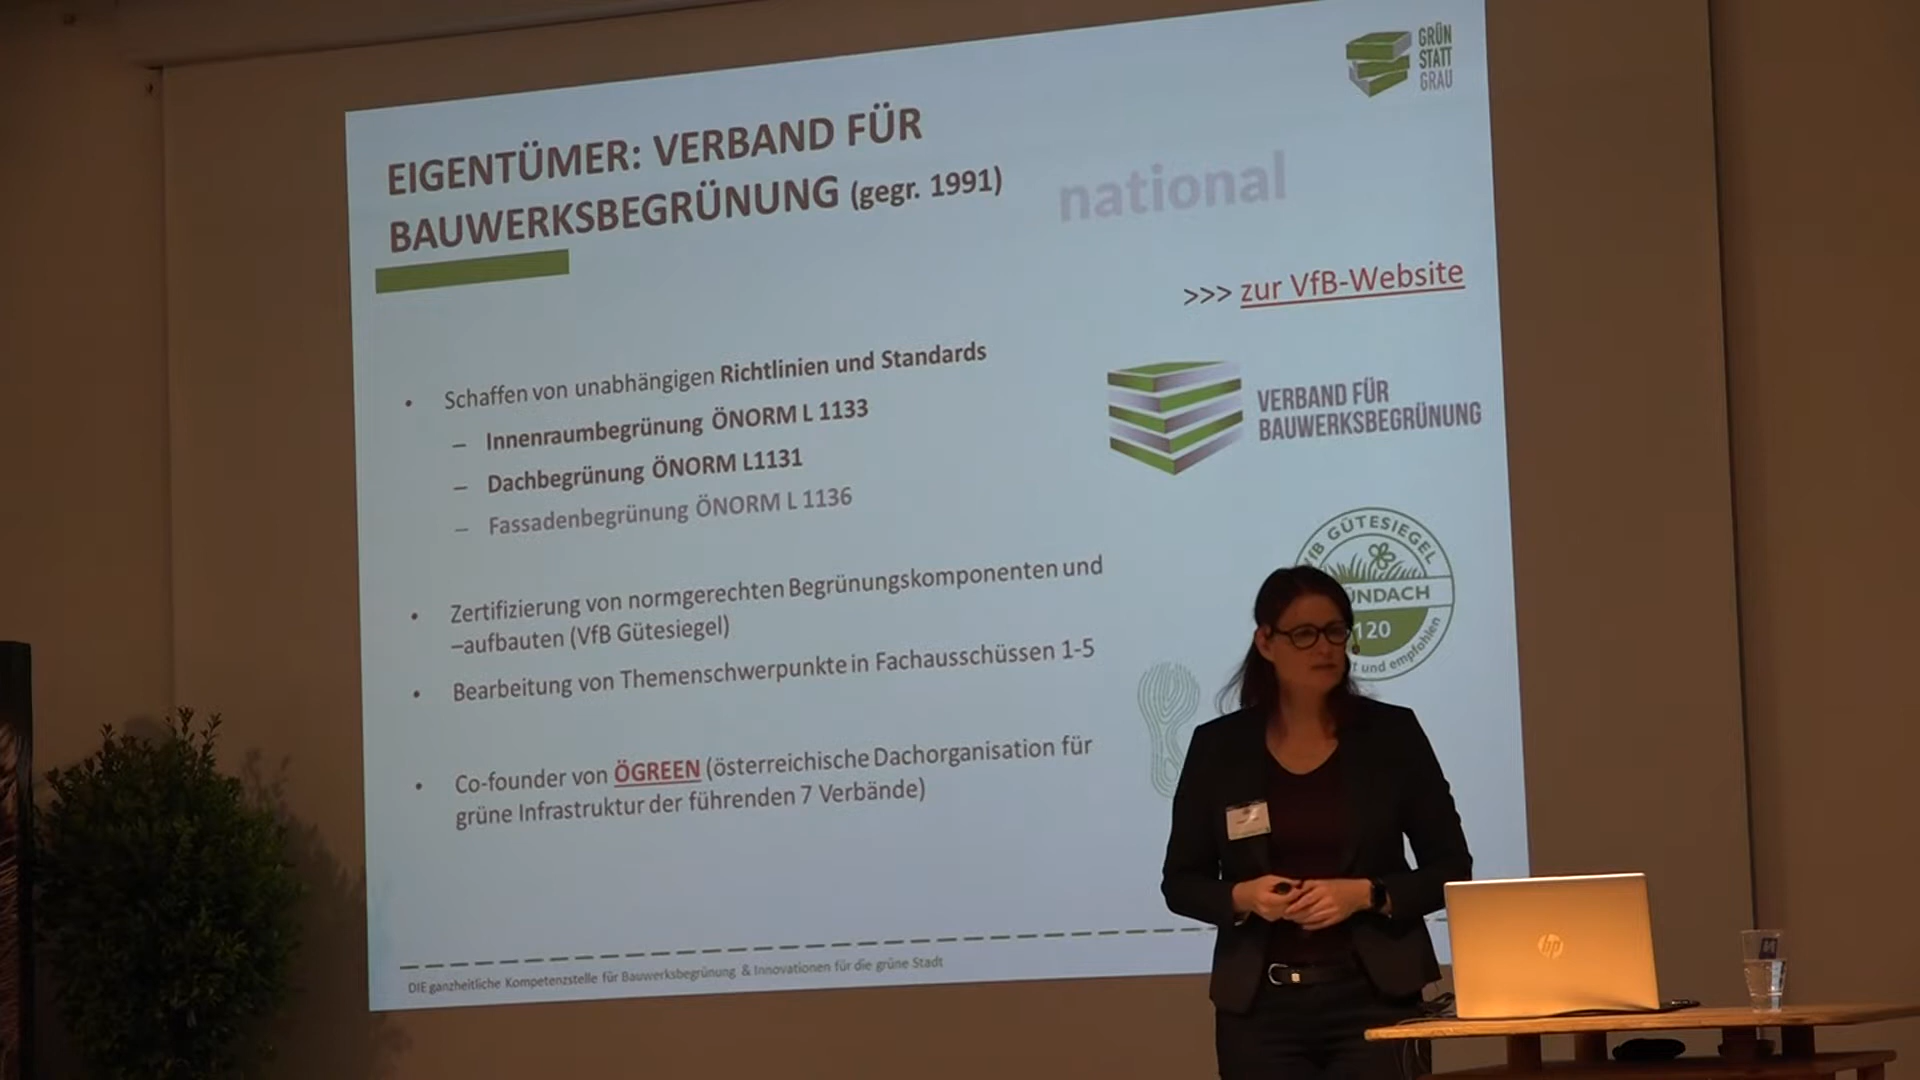 GRÜN
STATT
GRAU
EIGENTÜMER: VERBAND FÜR
BAUWERKSBEGRÜNUNG (gegr. 1991)
national
>>> zur VfB-Website
• Schaffen von unabhängigen Richtlinien und Standards
– Innenraumbegrünung ÖNORM L 1133
– Dachbegrünung ÖNORM L1131
– Fassadenbegrünung ÖNORM L 1136
VERBAND FÜR
BAUWERKSBEGRÜNUNG
• Zertifizierung von normgerechten Begrünungskomponenten und
–aufbauten (VfB Gütesiegel)
• Bearbeitung von Themenschwerpunkte in Fachausschüssen 1-5
• Co-founder von ÖGREEN (österreichische Dachorganisation für
grüne Infrastruktur der führenden 7 Verbände)
VfB GÜTESIEGEL
und empfohlen
DIE ganzheitliche Kompetenzstelle für Bauwerksbegrünung & Innovationen für die grüne Stadt
hp